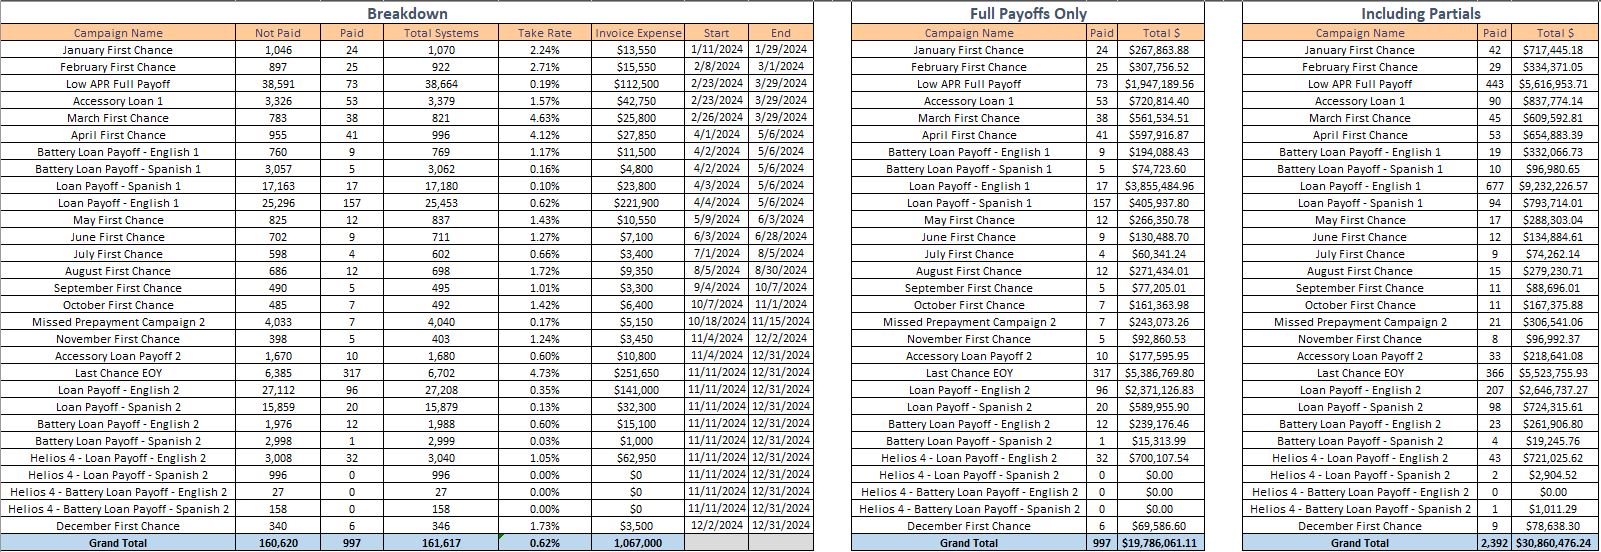 Breakdown Full Payoffs Only Including Partials
Campaign Name Not Paid Paid Total Systems Take Rate Invoice Expense Start End Campaign Name Paid Total $ Campaign Name Paid Total $
January First Chance 1,046 24 1,070 2.24% $13,550 1/11/2024 1/29/2024 January First Chance 24 $267,863.88 January First Chance 42 $717,445.18
February First Chance 897 25 922 2.71% $15,550 2/8/2024 3/1/2024 February First Chance 25 $307,756.52 February First Chance 29 $334,371.05
Low APR Full Payoff 38,591 73 38,664 0.19% $112,500 2/23/2024 3/29/2024 Low APR Full Payoff 73 $1,947,189.56 Low APR Full Payoff 443 $5,616,953.71
Accessory Loan 1 3,326 53 3,379 1.57% $42,750 2/23/2024 3/29/2024 Accessory Loan 1 53 $720,814.40 Accessory Loan 1 90 $837,774.14
March First Chance 783 38 821 4.63% $25,800 2/26/2024 3/29/2024 March First Chance 38 $561,534.51 March First Chance 45 $609,592.81
April First Chance 955 41 996 4.12% $27,850 4/1/2024 5/6/2024 April First Chance 41 $597,916.87 April First Chance 53 $654,883.39
Battery Loan Payoff - English 1 760 9 769 1.17% $11,500 4/2/2024 5/6/2024 Battery Loan Payoff - English 1 9 $194,088.43 Battery Loan Payoff - English 1 19 $332,066.73
Battery Loan Payoff - Spanish 1 3,057 5 3,062 0.16% $4,800 4/2/2024 5/6/2024 Battery Loan Payoff - Spanish 1 5 $74,723.60 Battery Loan Payoff - Spanish 1 10 $96,980.65
Loan Payoff - Spanish 1 17,163 17 17,180 0.10% $23,800 4/3/2024 5/6/2024 Loan Payoff - English 1 17 $3,855,484.96 Loan Payoff - English 1 677 $9,232,226.57
Loan Payoff - English 1 25,296 157 25,453 0.62% $221,900 4/4/2024 5/6/2024 Loan Payoff - Spanish 1 157 $405,937.80 Loan Payoff - Spanish 1 94 $793,714.01
May First Chance 825 12 837 1.43% $10,550 5/9/2024 6/3/2024 May First Chance 12 $266,350.78 May First Chance 17 $288,303.04
June First Chance 702 9 711 1.27% $7,100 6/3/2024 6/28/2024 June First Chance 9 $130,488.70 June First Chance 12 $134,884.61
July First Chance 598 4 602 0.66% $3,400 7/1/2024 8/5/2024 July First Chance 4 $60,341.24 July First Chance 9 $74,262.14
August First Chance 686 12 698 1.72% $9,350 8/5/2024 8/30/2024 August First Chance 12 $271,434.01 August First Chance 15 $279,230.71
September First Chance 490 5 495 1.01% $3,300 9/4/2024 10/7/2024 September First Chance 5 $77,205.01 September First Chance 11 $88,696.01
October First Chance 485 7 492 1.42% $6,400 10/7/2024 11/1/2024 October First Chance 7 $161,363.98 October First Chance 11 $167,375.88
Missed Prepayment Campaign 2 4,033 7 4,040 0.17% $5,150 10/18/2024 11/15/2024 Missed Prepayment Campaign 2 7 $243,073.26 Missed Prepayment Campaign 2 21 $306,541.06
November First Chance 398 5 403 1.24% $3,450 11/4/2024 12/2/2024 November First Chance 5 $92,860.53 November First Chance 8 $96,992.37
Accessory Loan Payoff 2 1,670 10 1,680 0.60% $10,800 11/4/2024 12/31/2024 Accessory Loan Payoff 2 10 $177,595.95 Accessory Loan Payoff 2 33 $218,641.08
Last Chance EOY 6,385 317 6,702 4.73% $251,650 11/11/2024 12/31/2024 Last Chance EOY 317 $5,386,769.80 Last Chance EOY 366 $5,523,755.93
Loan Payoff - English 2 27,112 96 27,208 0.35% $141,000 11/11/2024 12/31/2024 Loan Payoff - English 2 96 $2,371,126.83 Loan Payoff - English 2 207 $2,646,737.27
Loan Payoff - Spanish 2 15,859 20 15,879 0.13% $32,300 11/11/2024 12/31/2024 Loan Payoff - Spanish 2 20 $589,955.90 Loan Payoff - Spanish 2 98 $724,315.61
Battery Loan Payoff - English 2 1,976 12 1,988 0.60% $15,100 11/11/2024 12/31/2024 Battery Loan Payoff - English 2 12 $239,176.46 Battery Loan Payoff - English 2 23 $261,906.80
Battery Loan Payoff - Spanish 2 2,998 1 2,999 0.03% $1,000 11/11/2024 12/31/2024 Battery Loan Payoff - Spanish 2 1 $15,313.99 Battery Loan Payoff - Spanish 2 4 $19,245.76
Helios 4 - Loan Payoff - English 2 3,008 32 3,040 1.05% $62,950 11/11/2024 12/31/2024 Helios 4 - Loan Payoff - English 2 32 $700,107.54 Helios 4 - Loan Payoff - English 2 43 $721,025.62
Helios 4 - Loan Payoff - Spanish 2 996 0 996 0.00% $0 11/11/2024 12/31/2024 Helios 4 - Loan Payoff - Spanish 2 0 $0.00 Helios 4 - Loan Payoff - Spanish 2 2 $2,904.52
Helios 4 - Battery Loan Payoff - English 2 27 0 27 0.00% $0 11/11/2024 12/31/2024 Helios 4 - Battery Loan Payoff - English 2 0 $0.00 Helios 4 - Battery Loan Payoff - English 2 0 $0.00
Helios 4 - Battery Loan Payoff - Spanish 2 158 0 158 0.00% $0 11/11/2024 12/31/2024 Helios 4 - Battery Loan Payoff - Spanish 2 0 $0.00 Helios 4 - Battery Loan Payoff - Spanish 2 1 $1,011.29
December First Chance 340 6 346 1.73% $3,500 12/2/2024 12/31/2024 December First Chance 6 $69,586.60 December First Chance 9 $78,638.30
Grand Total 160,620 997 161,617 0.62% 1,067,000 Grand Total 997 $19,786,061.11 Grand Total 2,392 $30,860,476.24